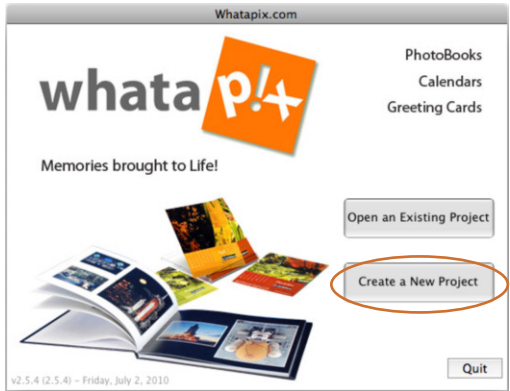 Whatapix.com
whata p!x
PhotoBooks
Calendars
Greeting Cards
Memories brought to Life!
Open an Existing Project
Create a New Project
Quit
v2.5.4 (2.5.4) – Friday, July 2, 2010